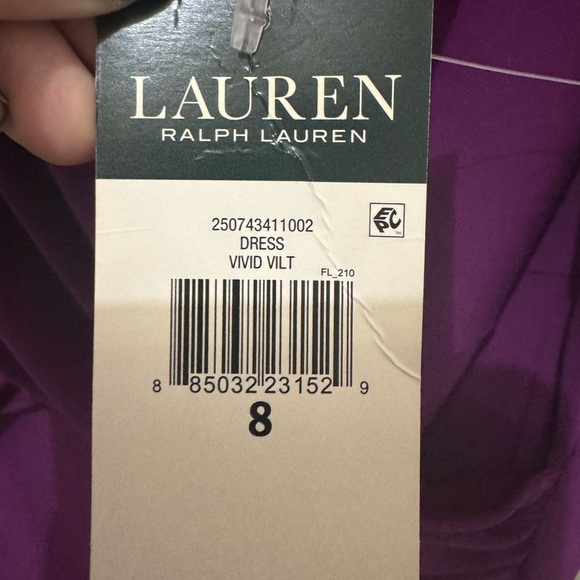 LAUREN
RALPH LAUREN
250743411002
DRESS
VIVID VILT
EPC
FL_210
8 85032 23152 9
8